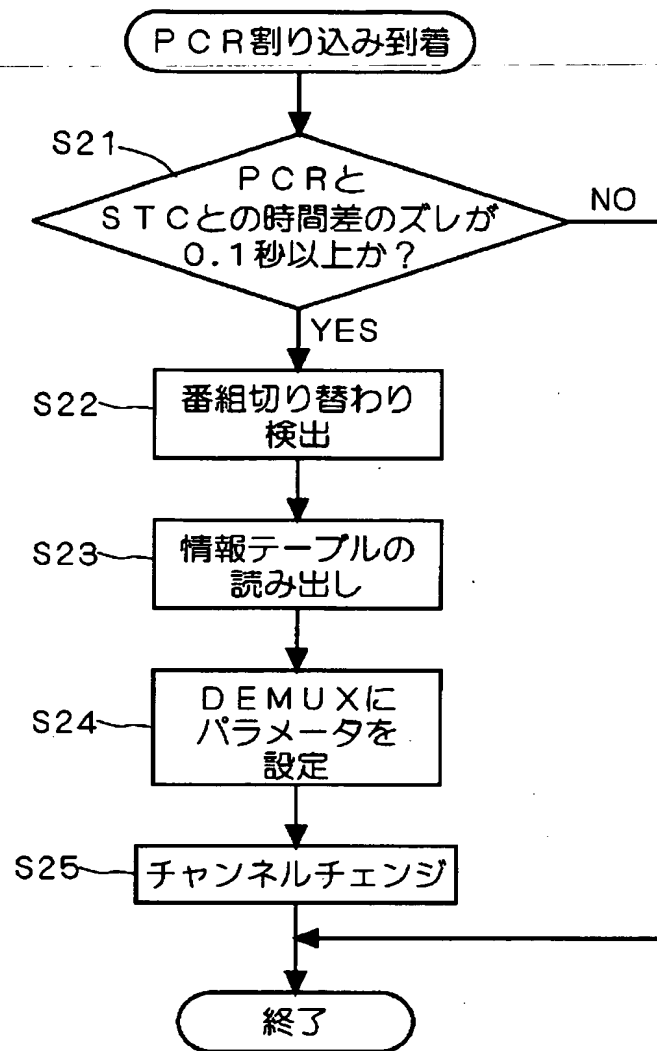 PCR割り込み到着
S21
PCRと
STCとの時間差のズレが
0.1秒以上か?
NO
YES
S22
番組切り替わり
検出
S23
情報テーブルの
読み出し
S24
DEMUXに
パラメータを
設定
S25
チャンネルチェンジ
終了